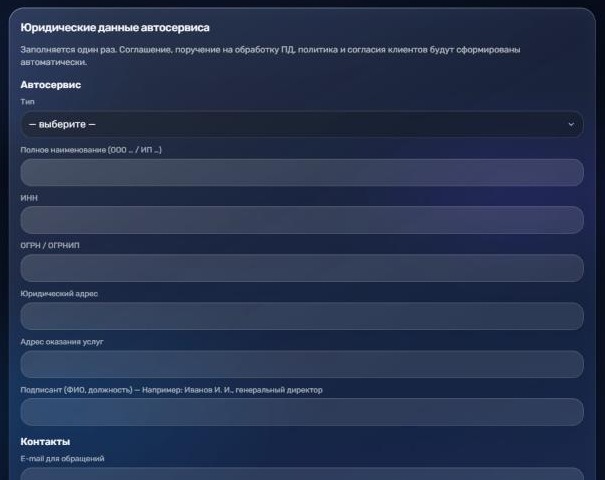 Юридические данные автосервиса
Заполняется один раз. Соглашение, поручение на обработку ПД, политика и согласия клиентов будут сформированы
автоматически.
Автосервис
Тип
— выберите —
Полное наименование (ООО … / ИП …)
ИНН
ОГРН / ОГРНИП
Юридический адрес
Адрес оказания услуг
Подписант (ФИО, должность) — Например: Иванов И. И., генеральный директор
Контакты
E-mail для обращений